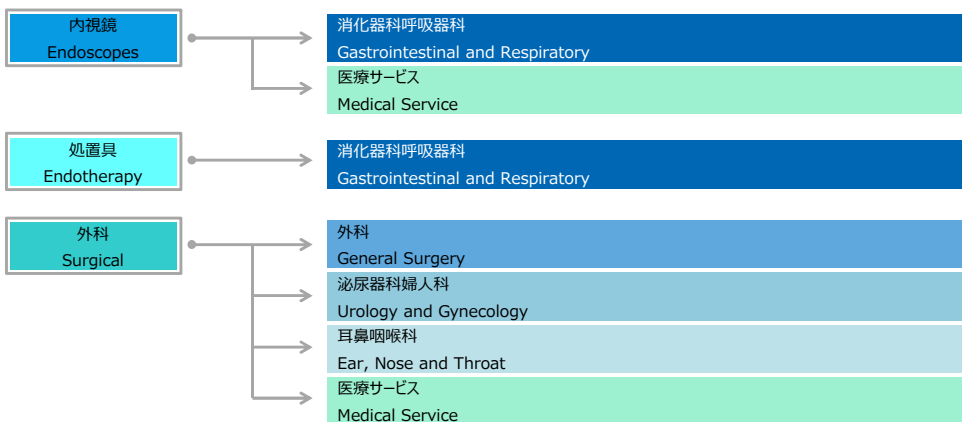 内視鏡
Endoscopes
消化器科呼吸器科
Gastrointestinal and Respiratory
医療サービス
Medical Service
処置具
Endotherapy
消化器科呼吸器科
Gastrointestinal and Respiratory
外科
Surgical
外科
General Surgery
泌尿器科婦人科
Urology and Gynecology
耳鼻咽喉科
Ear, Nose and Throat
医療サービス
Medical Service